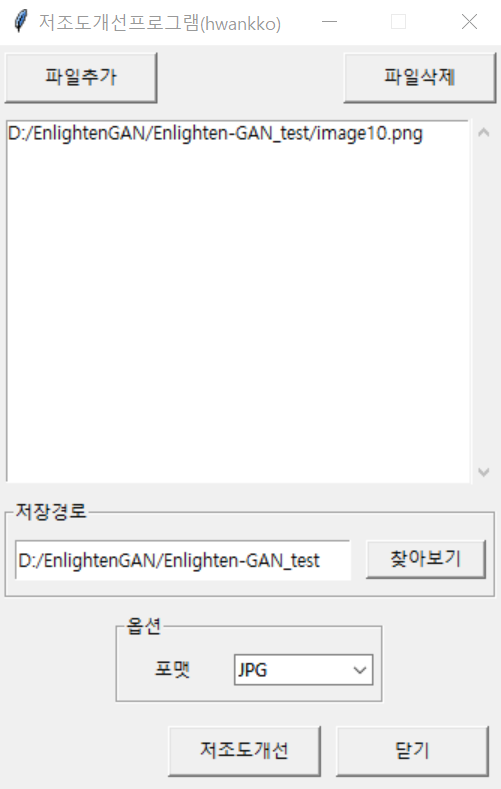 저조도개선프로그램(hwankko)
파일추가
파일삭제
D:/EnlightenGAN/Enlighten-GAN_test/image10.png
저장경로
D:/EnlightenGAN/Enlighten-GAN_test
찾아보기
옵션
포맷
JPG
저조도개선
닫기